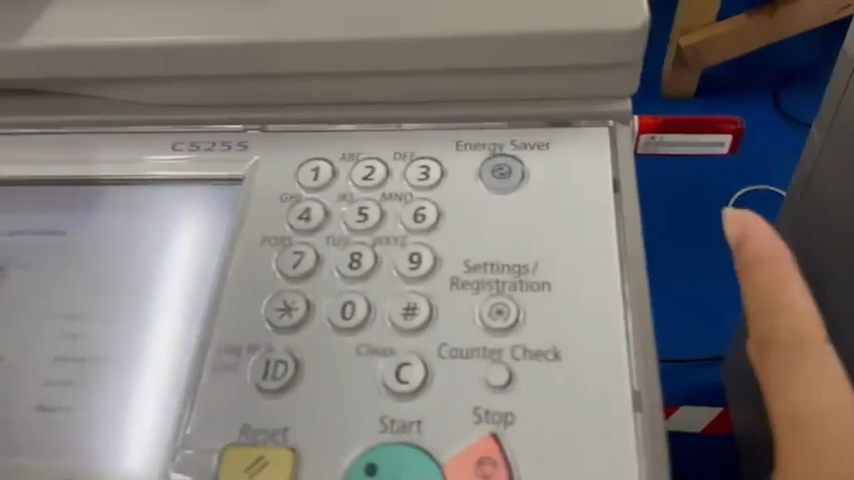 C5255
Energy Saver
ABC DEF
1 2 3
GHI JKL MNO
4 5 6
PQRS TUV WXYZ
7 8 9
Settings/
Registration
* 0 #
ID
Clear
C
Counter Check
Reset
Start
Stop